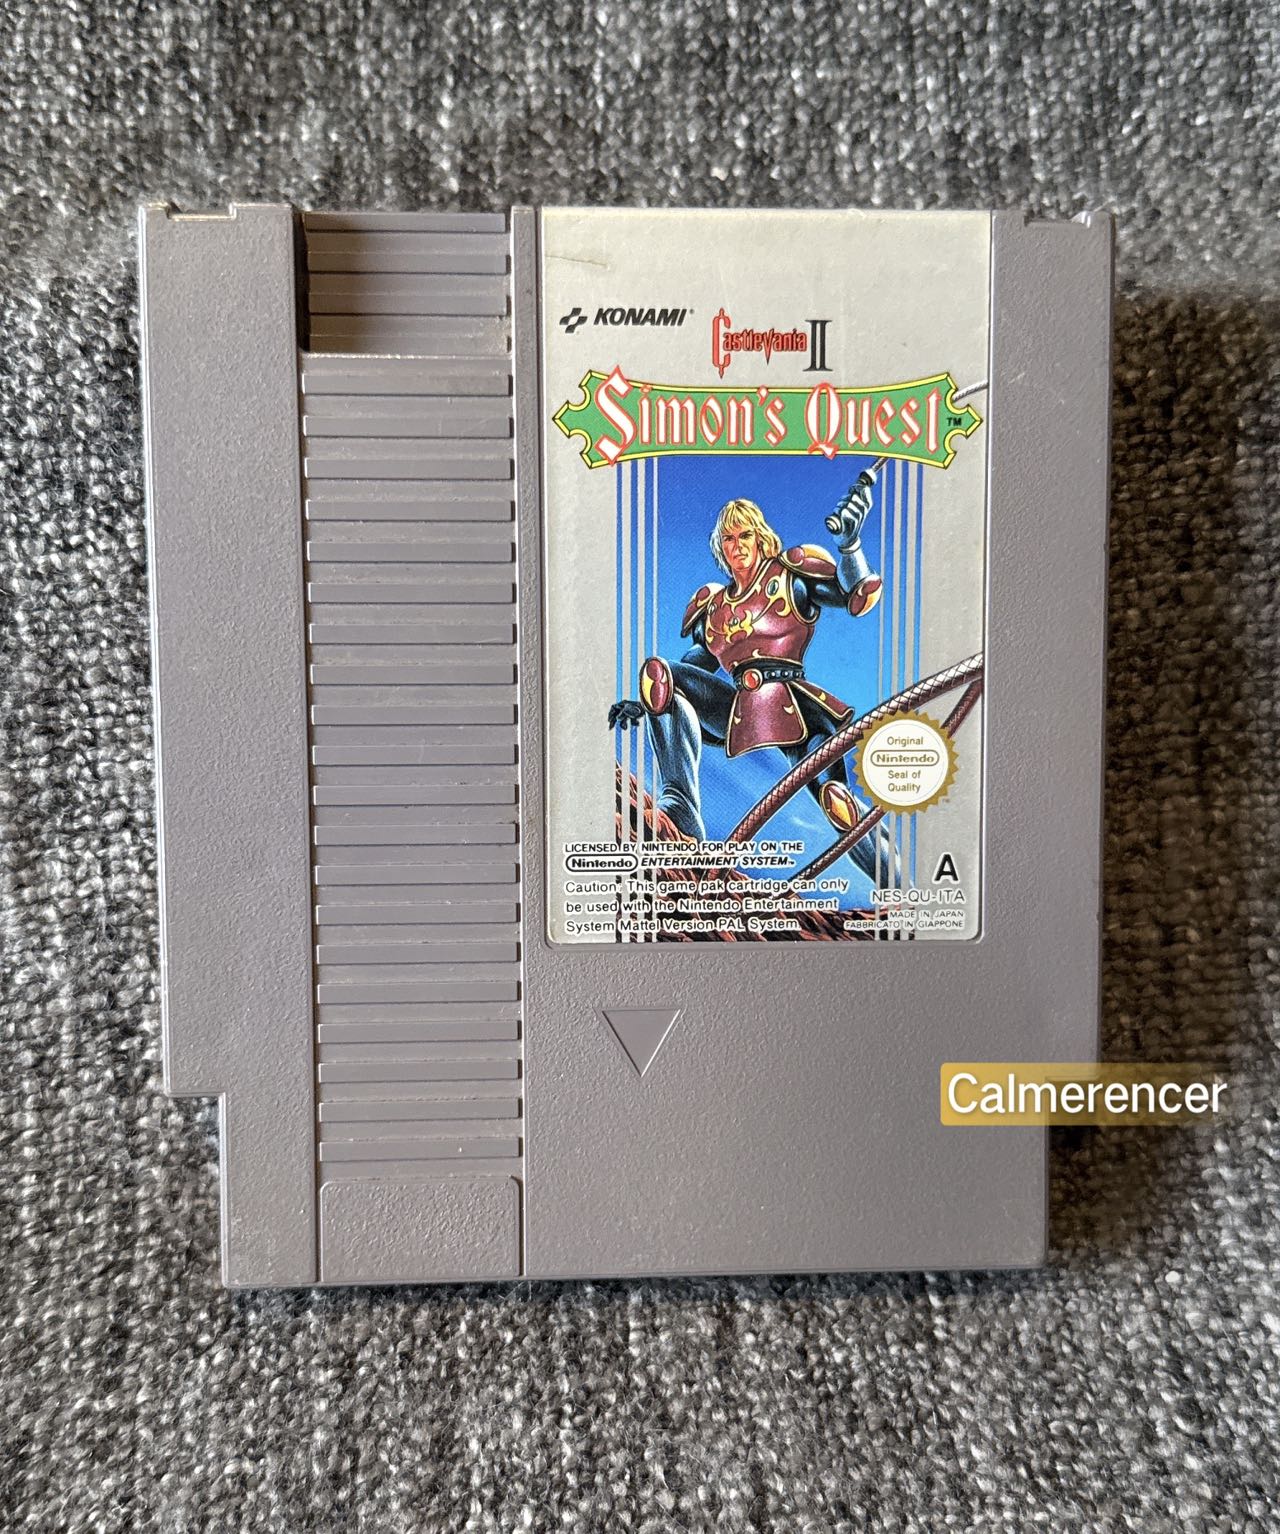 KONAMI®
Castlevania II
Simon's Quest™
Original
Nintendo
Seal of
Quality
™
LICENSED BY NINTENDO FOR PLAY ON THE
Nintendo ENTERTAINMENT SYSTEM™
Caution: This game pak cartridge can only
be used with the Nintendo Entertainment
System Mattel Version PAL System.
A
NES-QU-ITA
MADE IN JAPAN
FABBRICATO IN GIAPPONE
Calmerencer